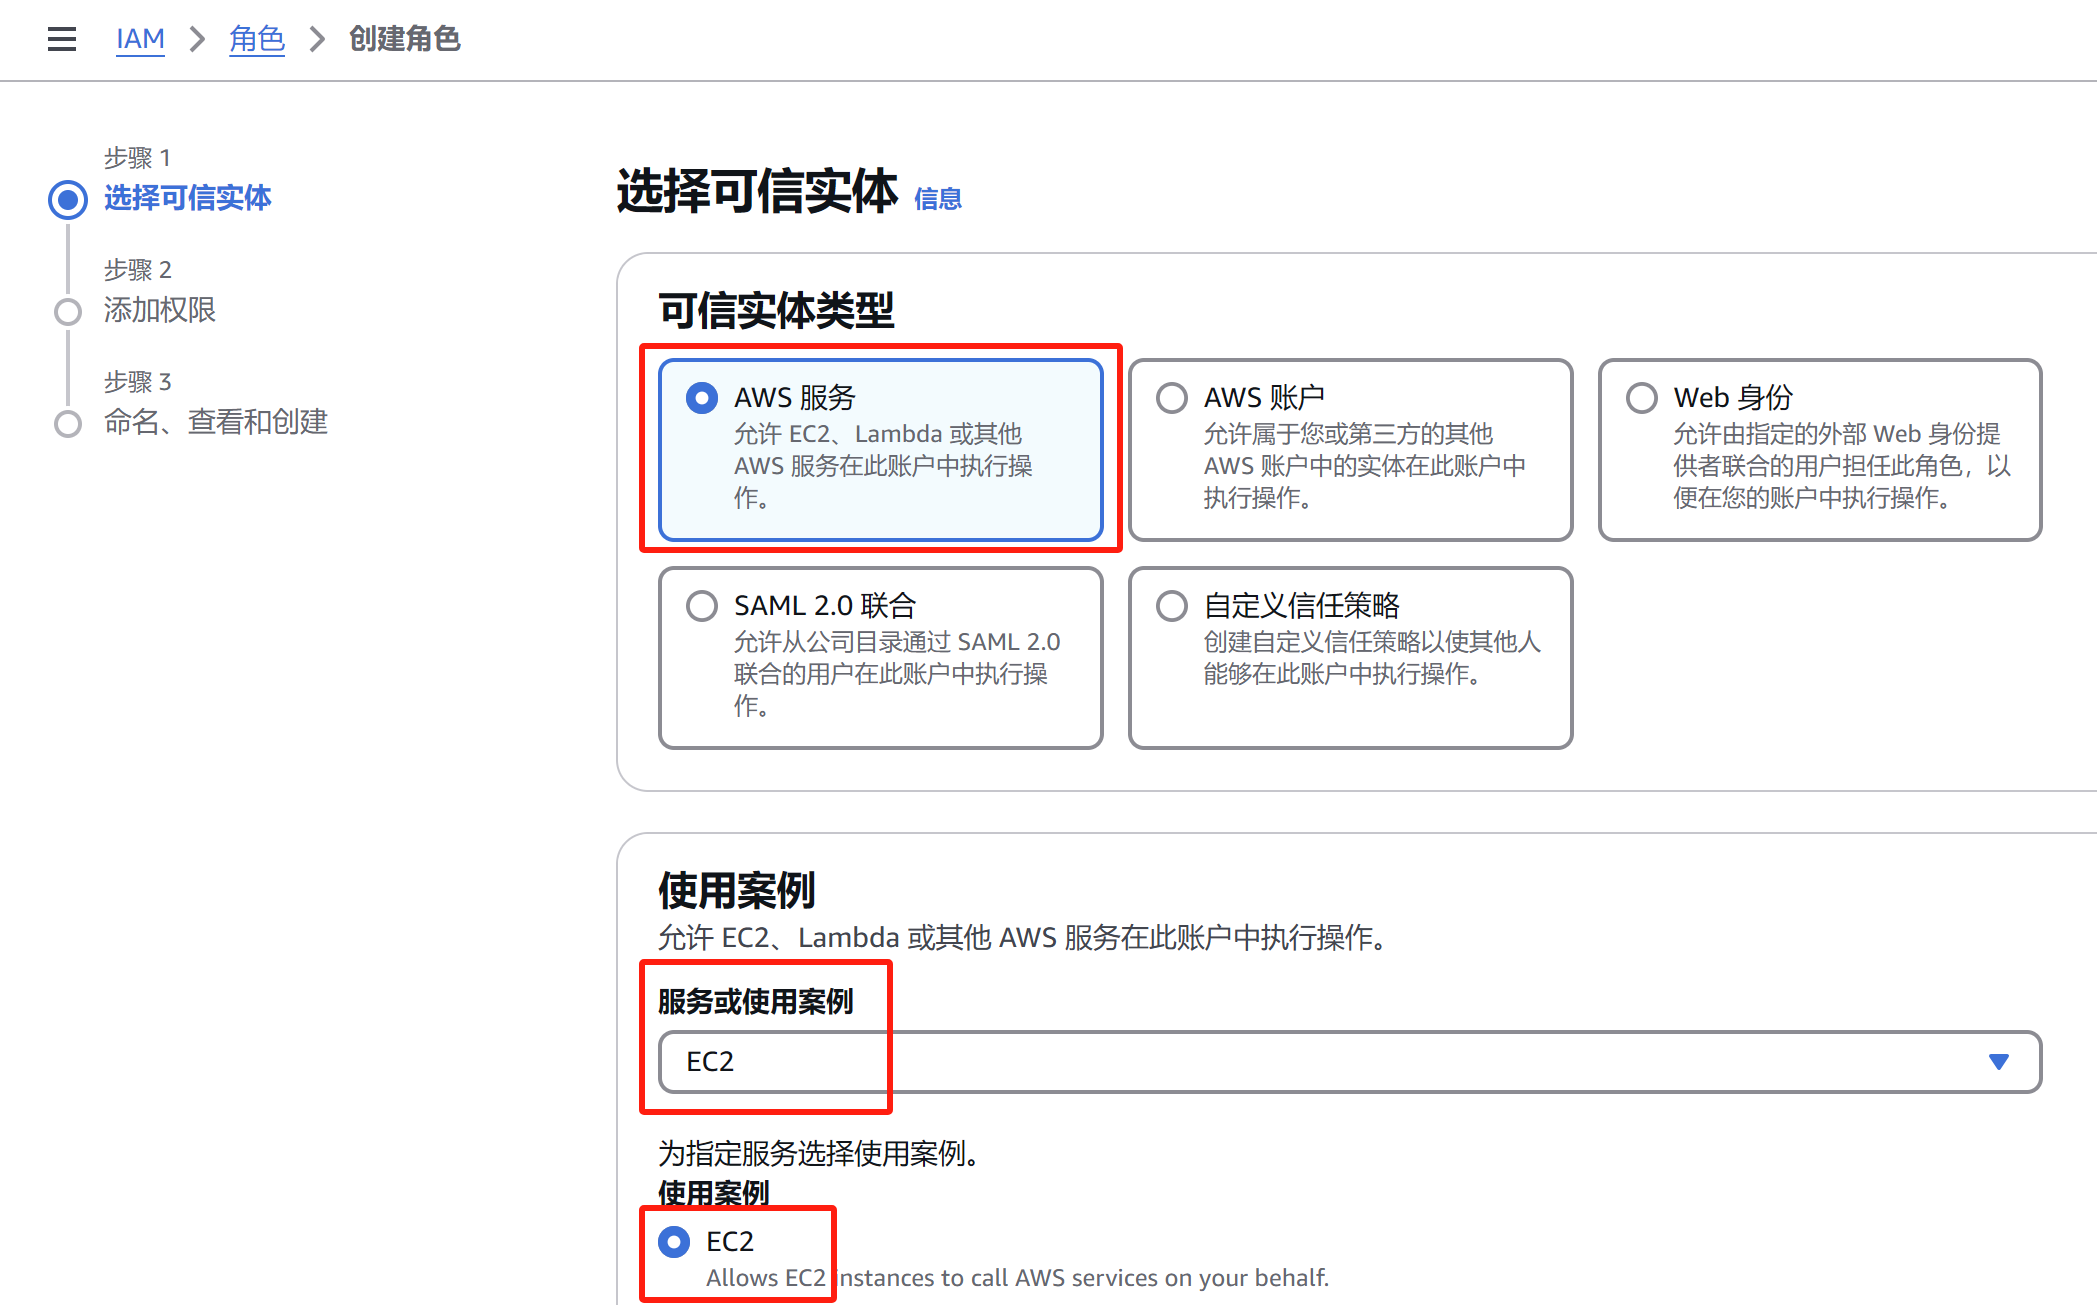 IAM 角色 创建角色
步骤 1
选择可信实体
步骤 2
添加权限
步骤 3
命名、查看和创建
选择可信实体 信息
可信实体类型
AWS 服务
允许 EC2、Lambda 或其他
AWS 服务在此账户中执行操
作。
AWS 账户
允许属于您或第三方的其他
AWS 账户中的实体在此账户中
执行操作。
Web 身份
允许由指定的外部 Web 身份提
供者联合的用户担任此角色，以
便在您的账户中执行操作。
SAML 2.0 联合
允许从公司目录通过 SAML 2.0
联合的用户在此账户中执行操
作。
自定义信任策略
创建自定义信任策略以使其他人
能够在此账户中执行操作。
使用案例
允许 EC2、Lambda 或其他 AWS 服务在此账户中执行操作。
服务或使用案例
EC2
为指定服务选择使用案例。
使用案例
EC2
Allows EC2 instances to call AWS services on your behalf.